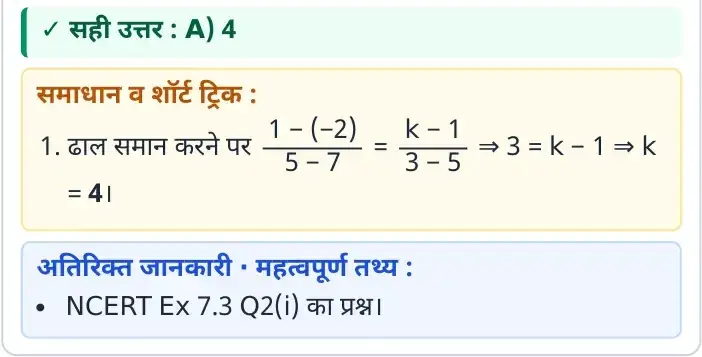 ✓ सही उत्तर : A) 4
समाधान व शॉर्ट ट्रिक :
1. ढाल समान करने पर (1 − (−2))/(5 − 7) = (k − 1)/(3 − 5) ⇒ 3 = k − 1 ⇒ k
= 4।
अतिरिक्त जानकारी · महत्वपूर्ण तथ्य :
• NCERT Ex 7.3 Q2(i) का प्रश्न।